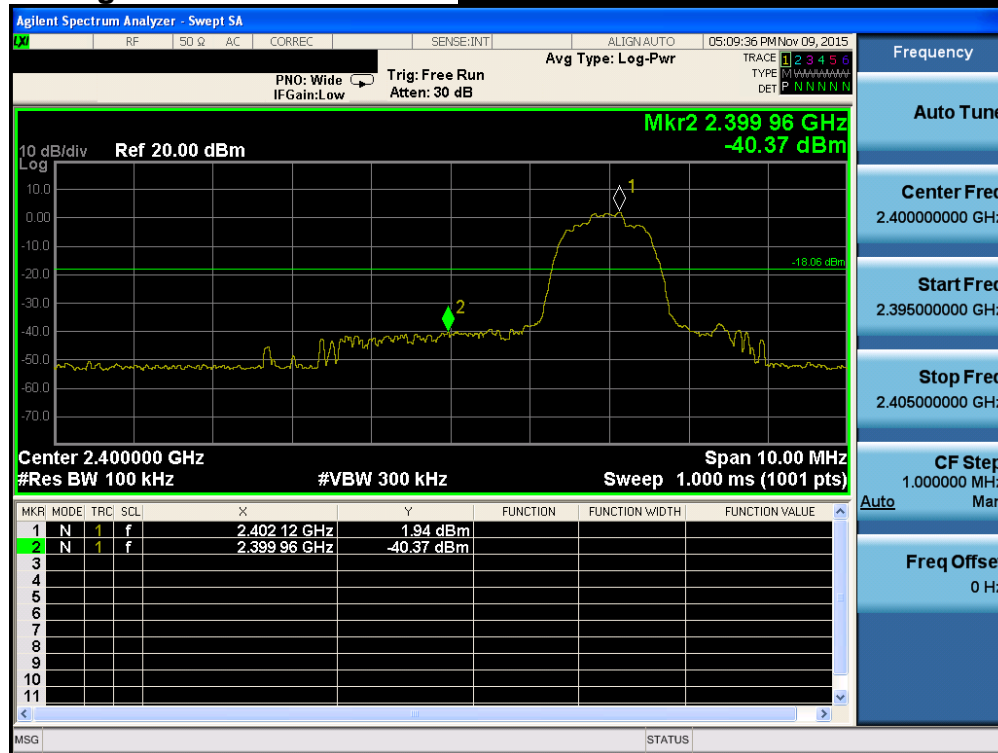 Agilent Spectrum Analyzer - Swept SA
LXI RF 50 Ω AC CORREC SENSE:INT ALIGN AUTO 05:09:36 PM Nov 09, 2015
Frequency
Avg Type: Log-Pwr
TRACE 1 2 3 4 5 6
PNO: Wide Trig: Free Run
TYPE M
IFGain:Low Atten: 30 dB
DET P N N N N N
Auto Tune
Mkr2 2.399 96 GHz
-40.37 dBm
10 dB/div Ref 20.00 dBm
Log
10.0
0.00
-10.0
-20.0
-30.0
-40.0
-50.0
-60.0
-70.0
1
2
-18.06 dBm
Center Freq
2.400000000 GHz
Start Freq
2.395000000 GHz
Stop Freq
2.405000000 GHz
Center 2.400000 GHz Span 10.00 MHz
#Res BW 100 kHz #VBW 300 kHz Sweep 1.000 ms (1001 pts)
CF Step
1.000000 MHz
Auto Man
MKR MODE TRC SCL X Y FUNCTION FUNCTION WIDTH FUNCTION VALUE
1 N 1 f 2.402 12 GHz 1.94 dBm
2 N 1 f 2.399 96 GHz -40.37 dBm
3
4
5
6
7
8
9
10
11
Freq Offset
0 Hz
MSG STATUS